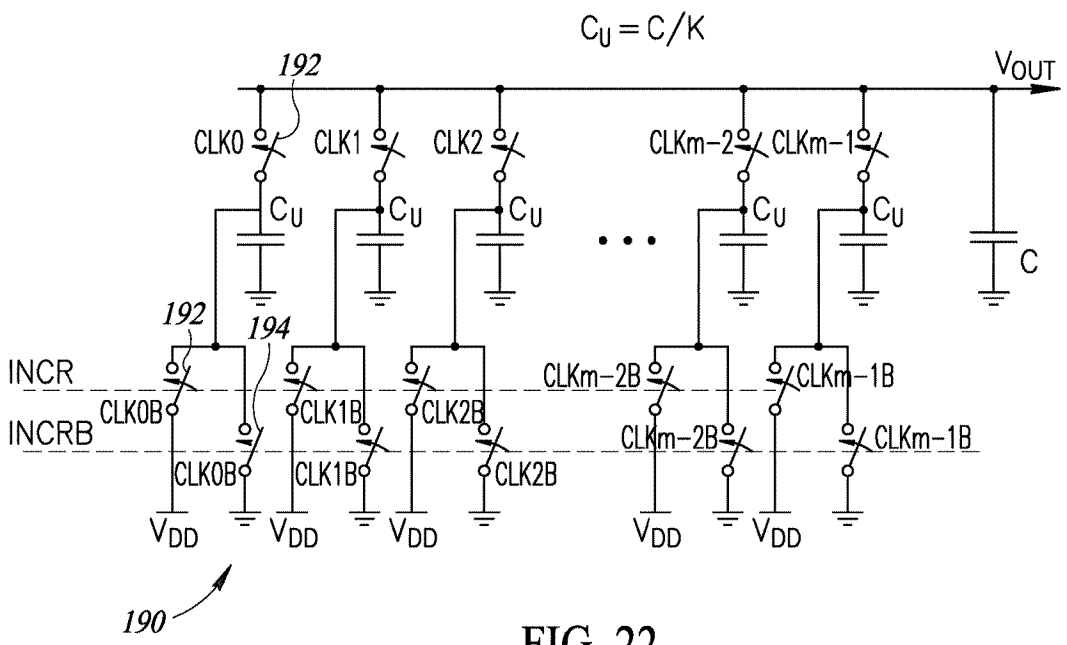 C_U = C/K
192
V_OUT
CLK0 CLK1 CLK2 CLKm-2 CLKm-1
C_U C_U C_U C_U C_U
• • •
C
192 194
INCR CLKm-2B CLKm-1B
CLK0B CLK1B CLK2B
INCRB CLKm-2B CLKm-1B
CLK0B CLK1B CLK2B
V_DD V_DD V_DD V_DD V_DD
190
FIG. 22